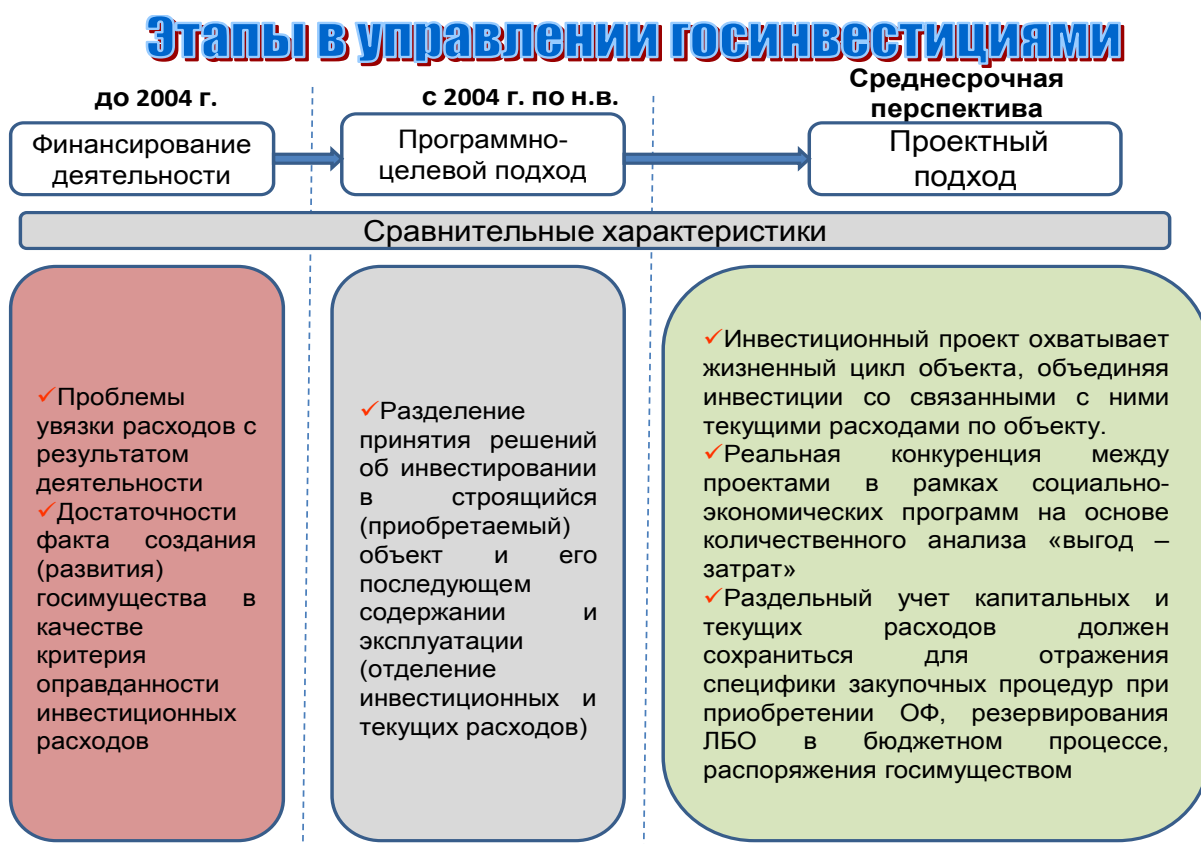 Этапы в управлении госинвестициями
до 2004 г.
с 2004 г. по н.в.
Среднесрочная
перспектива
Финансирование
деятельности
Программно-
целевой подход
Проектный
подход
Сравнительные характеристики
✓Проблемы
увязки расходов с
результатом
деятельности
✓Достаточности
факта создания
(развития)
госимущества в
качестве
критерия
оправданности
инвестиционных
расходов
✓Разделение
принятия решений
об инвестировании
в строящийся
(приобретаемый)
объект и его
последующем
содержании и
эксплуатации
(отделение
инвестиционных и
текущих расходов)
✓Инвестиционный проект охватывает
жизненный цикл объекта, объединяя
инвестиции со связанными с ними
текущими расходами по объекту.
✓Реальная конкуренция между
проектами в рамках социально-
экономических программ на основе
количественного анализа «выгод –
затрат»
✓Раздельный учет капитальных и
текущих расходов должен
сохраниться для отражения
специфики закупочных процедур при
приобретении ОФ, резервирования
ЛБО в бюджетном процессе,
распоряжения госимуществом